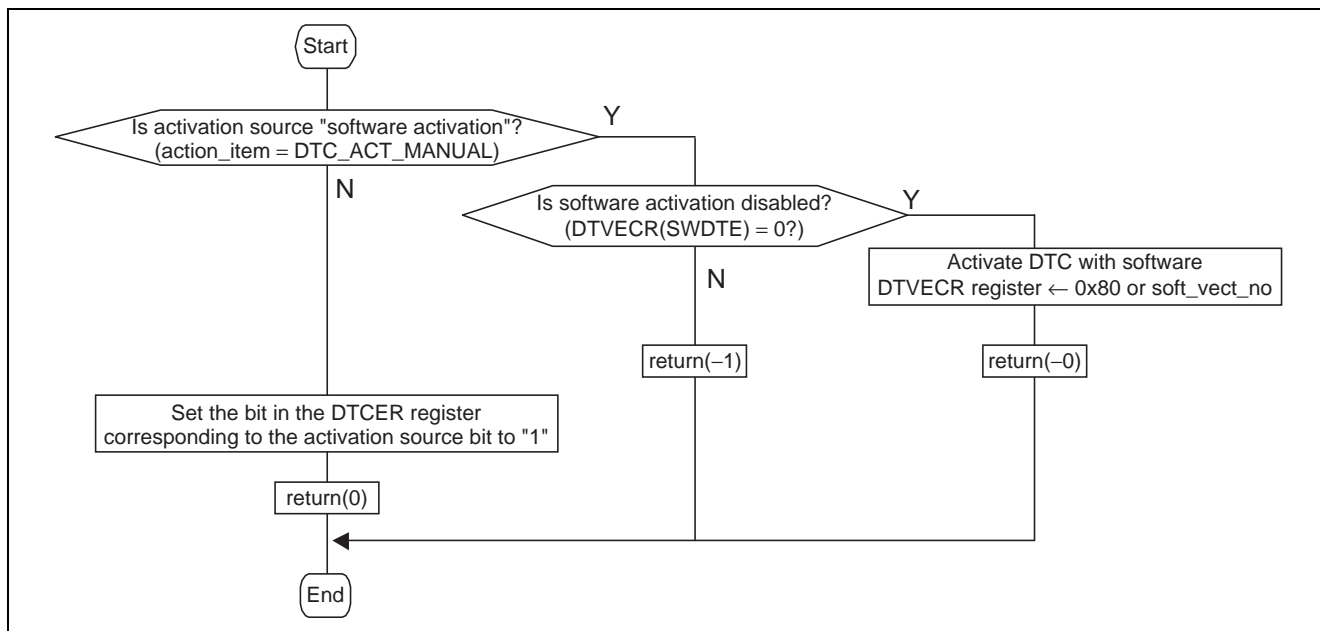 Start
Is activation source "software activation"?
(action_item = DTC_ACT_MANUAL)
Y
N
Is software activation disabled?
(DTVECR(SWDTE) = 0?)
Y
N
Activate DTC with software
DTVECR register ← 0x80 or soft_vect_no
return(−1)
return(−0)
Set the bit in the DTCER register
corresponding to the activation source bit to "1"
return(0)
End